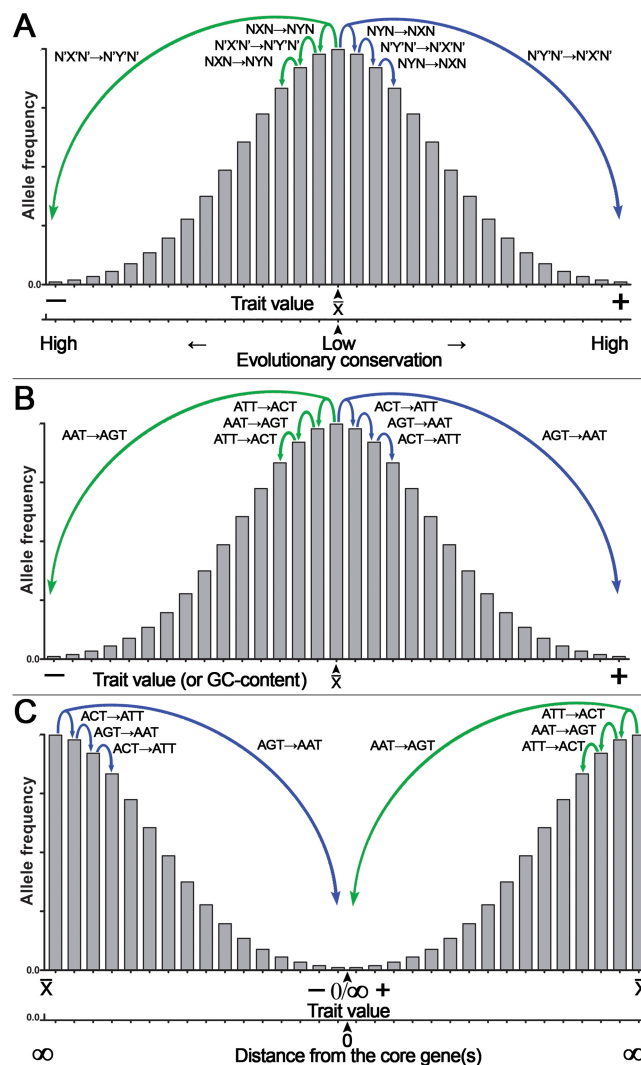 A
N'X'N'→N'Y'N'
NXN→NYN
N'X'N'→N'Y'N'
NXN→NYN
NYN→NXN
N'Y'N'→N'X'N'
NYN→NXN
N'Y'N'→N'X'N'
Allele frequency
0.0
− Trait value x̄ +
High ← Low → High
Evolutionary conservation
B
AAT→AGT
ATT→ACT
AAT→AGT
ATT→ACT
ACT→ATT
AGT→AAT
ACT→ATT
AGT→AAT
Allele frequency
0.0
− Trait value (or GC-content) x̄ +
C
ACT→ATT
AGT→AAT
ACT→ATT
AGT→AAT
AAT→AGT
ATT→ACT
AAT→AGT
ATT→ACT
Allele frequency
0.0
x̄ − 0/∞ + x̄
Trait value
0.0
0
∞ Distance from the core gene(s) ∞